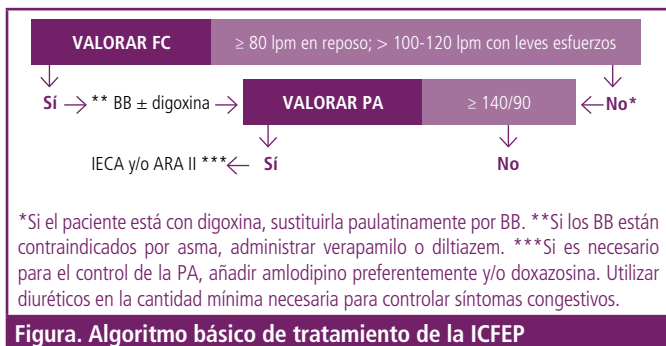 VALORAR FC ≥ 80 lpm en reposo; > 100-120 lpm con leves esfuerzos
Sí ** BB ± digoxina VALORAR PA ≥ 140/90 No*
IECA y/o ARA II *** Sí No
*Si el paciente está con digoxina, sustituirla paulatinamente por BB. **Si los BB están
contraindicados por asma, administrar verapamilo o diltiazem. ***Si es necesario
para el control de la PA, añadir amlodipino preferentemente y/o doxazosina. Utilizar
diuréticos en la cantidad mínima necesaria para controlar síntomas congestivos.
Figura. Algoritmo básico de tratamiento de la ICFEP